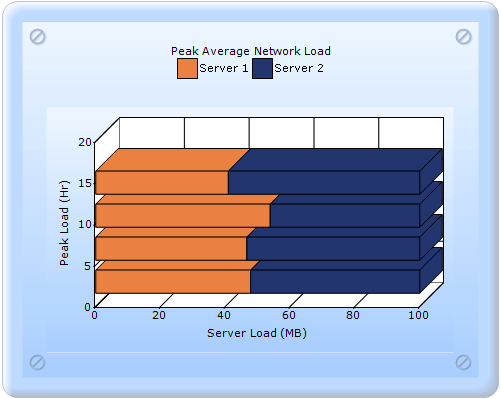 Peak Average Network Load
Server 1 Server 2
20
15
10
5
0
Peak Load (Hr)
0 20 40 60 80 100
Server Load (MB)